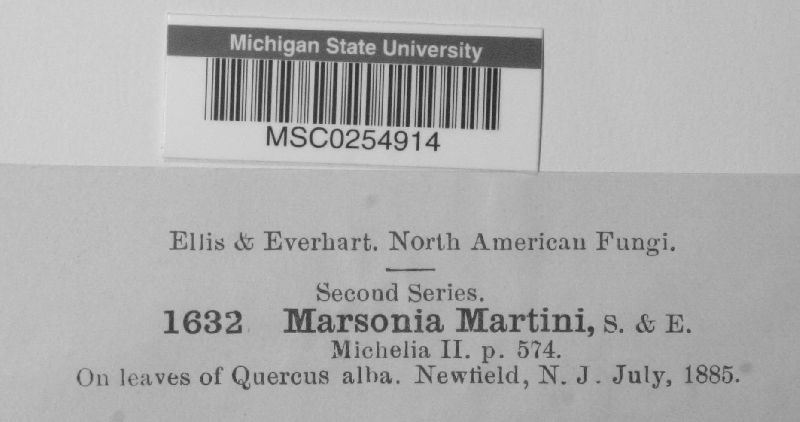 Michigan State University
MSC0254914
Ellis & Everhart. North American Fungi.
Second Series.
1632. Marsonia Martini, S. & E.
Michelia II. p. 574.
On leaves of Quercus alba. Newfield, N. J. July, 1885.